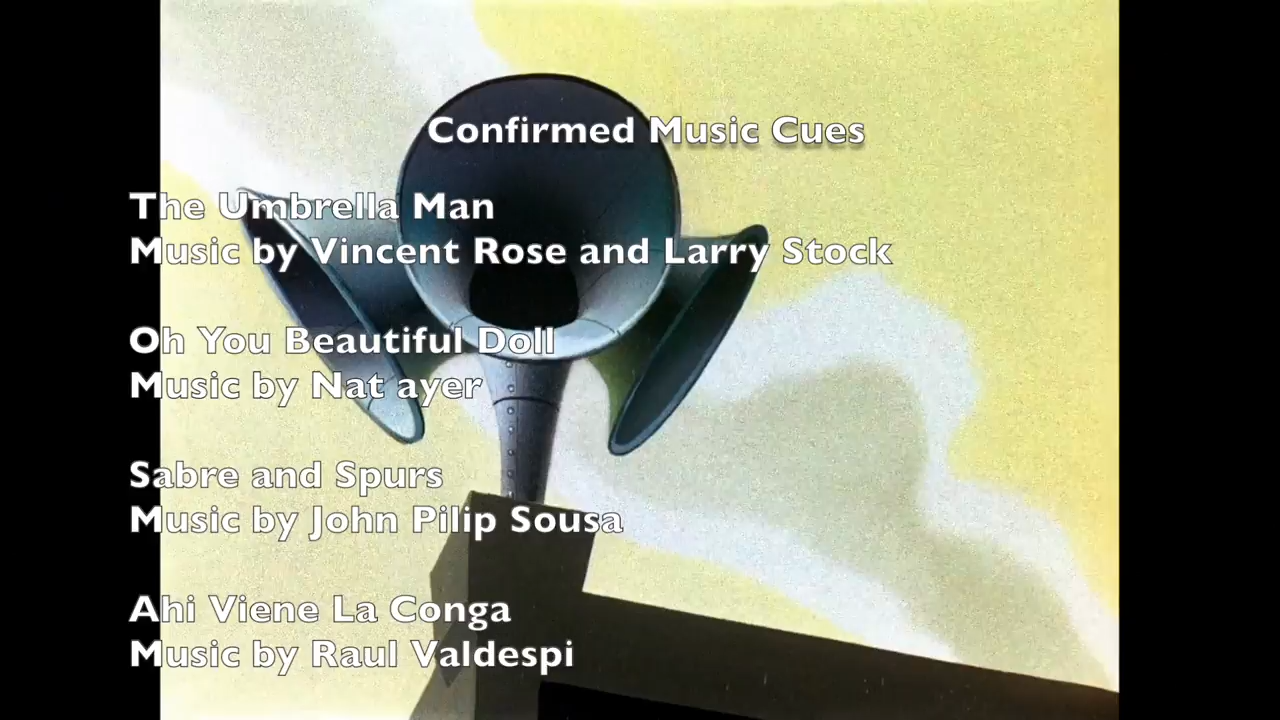 Confirmed Music Cues
The Umbrella Man
Music by Vincent Rose and Larry Stock
Oh You Beautiful Doll
Music by Nat ayer
Sabre and Spurs
Music by John Pilip Sousa
Ahi Viene La Conga
Music by Raul Valdespi